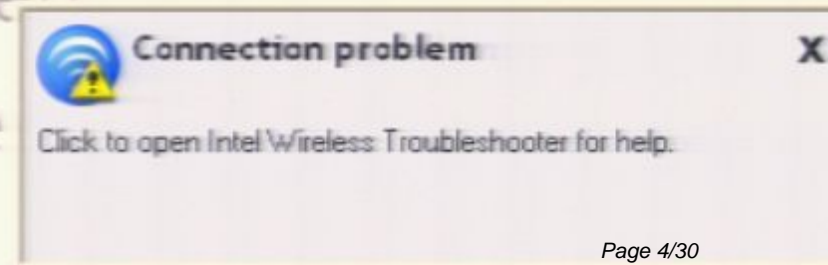 Connection problem
X
Click to open Intel Wireless Troubleshooter for help.
Page 4/30